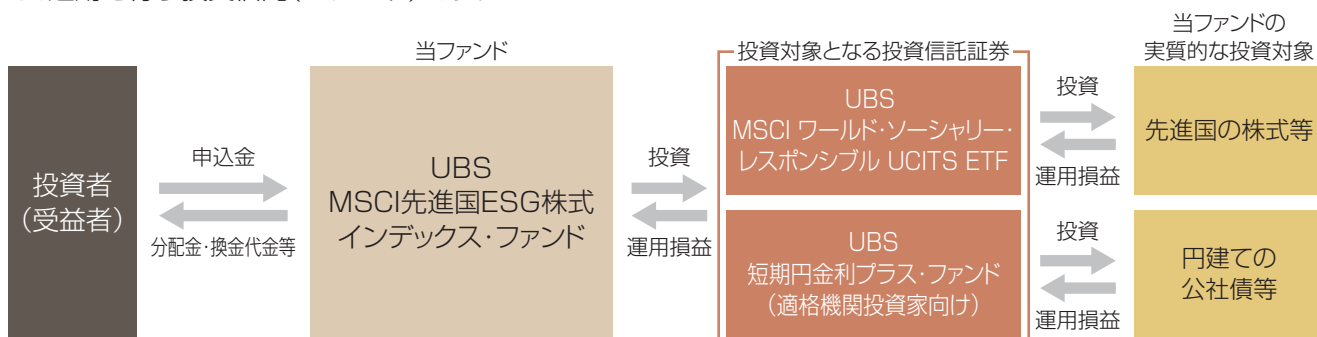 当ファンド
投資対象となる投資信託証券
当ファンドの
実質的な投資対象
投資者
(受益者)
申込金
分配金・換金代金等
UBS
MSCI先進国ESG株式
インデックス・ファンド
投資
運用損益
UBS
MSCI ワールド・ソーシャリー・
レスポンシブル UCITS ETF
投資
運用損益
先進国の株式等
UBS
短期円金利プラス・ファンド
(適格機関投資家向け)
投資
運用損益
円建ての
公社債等